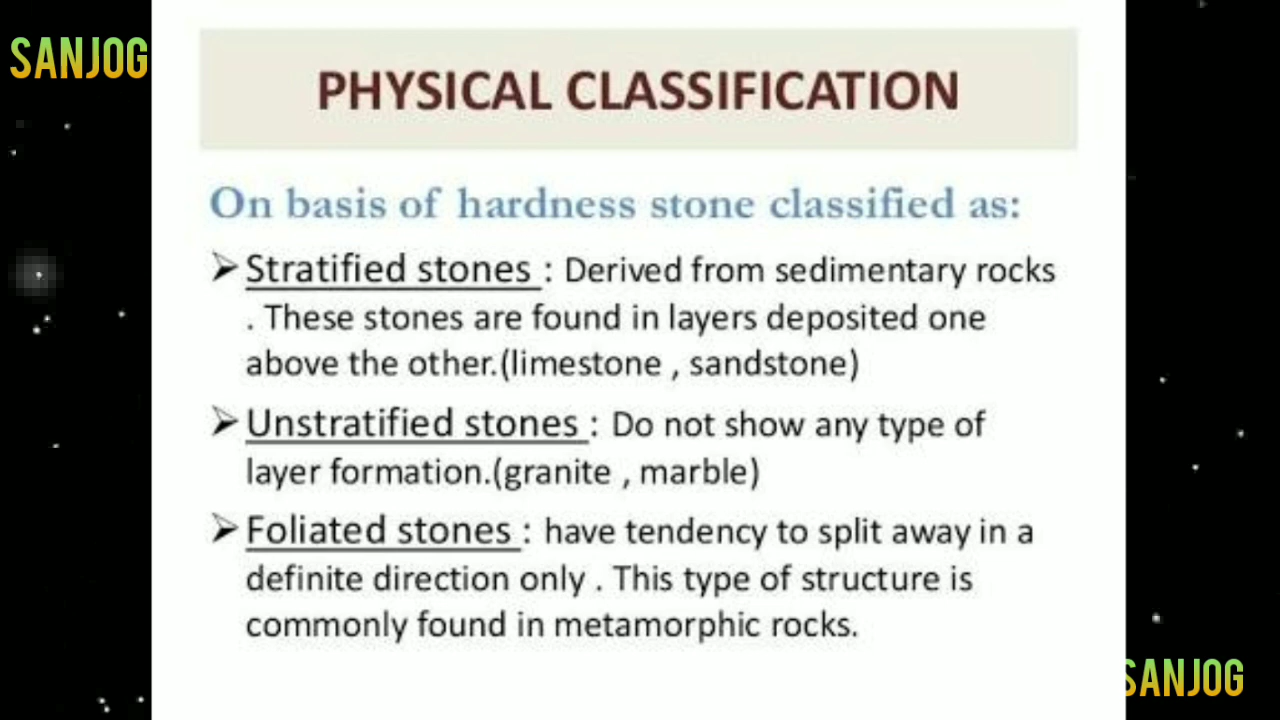 SANJOG
PHYSICAL CLASSIFICATION
On basis of hardness stone classified as:
➢Stratified stones : Derived from sedimentary rocks
. These stones are found in layers deposited one
above the other.(limestone , sandstone)
➢Unstratified stones : Do not show any type of
layer formation.(granite , marble)
➢Foliated stones : have tendency to split away in a
definite direction only . This type of structure is
commonly found in metamorphic rocks.
SANJOG